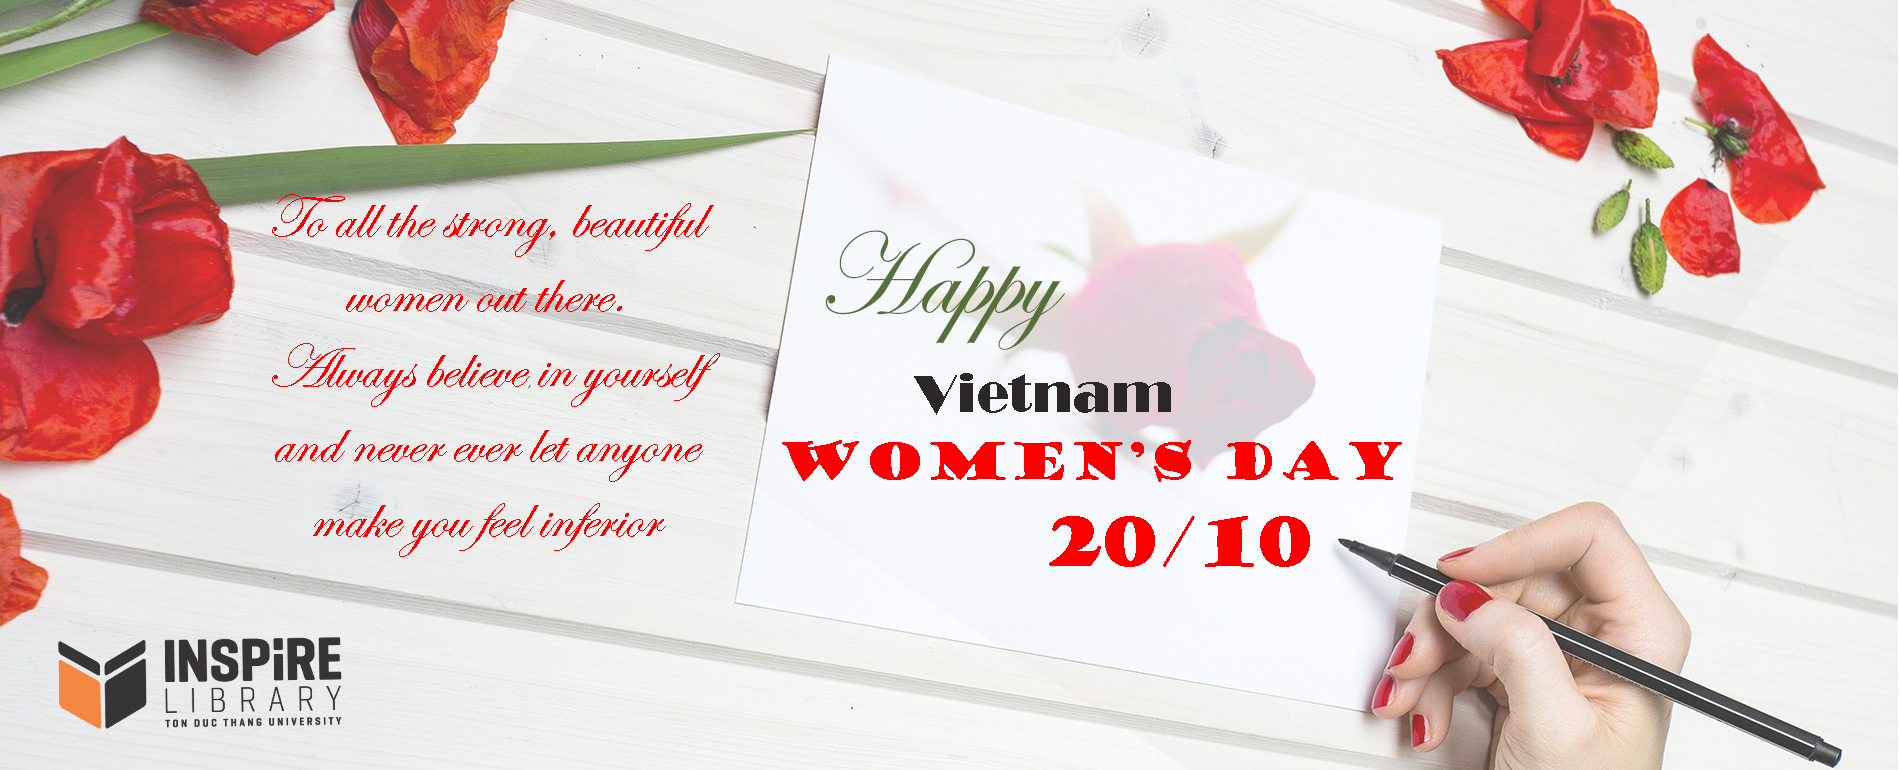 To all the strong, beautiful
women out there.
Always believe in yourself
and never ever let anyone
make you feel inferior
Happy
Vietnam
WOMEN'S DAY
20/10
INSPiRE
LIBRARY
TON DUC THANG UNIVERSITY